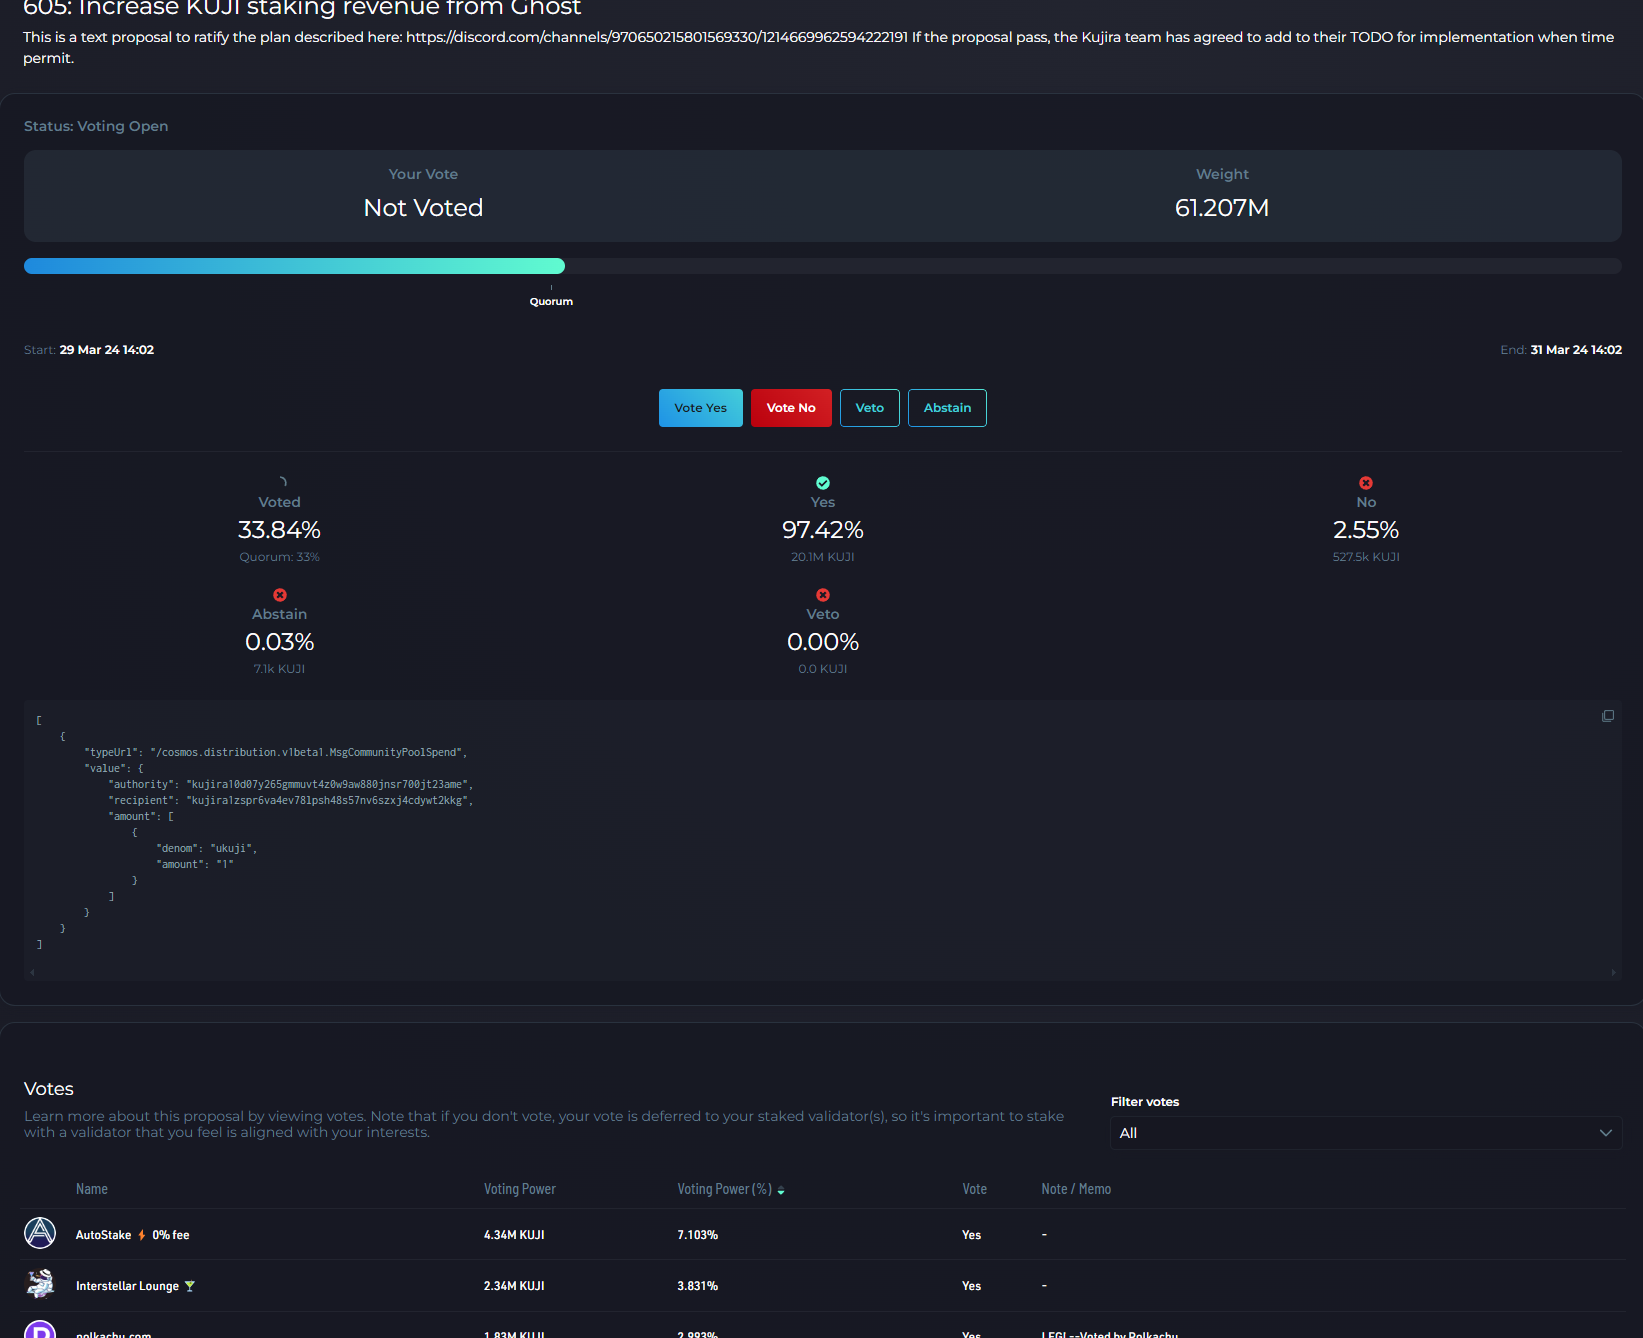 605: Increase KUJI staking revenue from Ghost
This is a text proposal to ratify the plan described here: https://discord.com/channels/970650215801569330/1214669962594222191 If the proposal pass, the Kujira team has agreed to add to their TODO for implementation when time
permit.
Status: Voting Open
Your Vote
Weight
Not Voted
61.207M
Quorum
Start: 29 Mar 24 14:02
End: 31 Mar 24 14:02
Vote Yes
Vote No
Veto
Abstain
Voted
Yes
No
33.84%
97.42%
2.55%
Quorum: 33%
20.1M KUJI
527.5k KUJI
Abstain
Veto
0.03%
0.00%
7.1k KUJI
0.0 KUJI
[
{
"typeUrl": "/cosmos.distribution.v1beta1.MsgCommunityPoolSpend",
"value": {
"authority": "kujira10d07y265gmmuvt4z0w9aw880jnsr700jt23ame",
"recipient": "kujira1zspr6va4ev78lpsh48s57nv6szxj4cdywt2kkg",
"amount": [
{
"denom": "ukuji",
"amount": "1"
}
]
}
}
]
Votes
Learn more about this proposal by viewing votes. Note that if you don't vote, your vote is deferred to your staked validator(s), so it's important to stake
with a validator that you feel is aligned with your interests.
Filter votes
All
Name
Voting Power
Voting Power (%)
Vote
Note / Memo
AutoStake ⚡ 0% fee
4.34M KUJI
7.103%
Yes
-
Interstellar Lounge 🍸
2.34M KUJI
3.831%
Yes
-
polkachu.com
1.83M KUJI
2.993%
Yes
LFG! --Voted by Polkachu